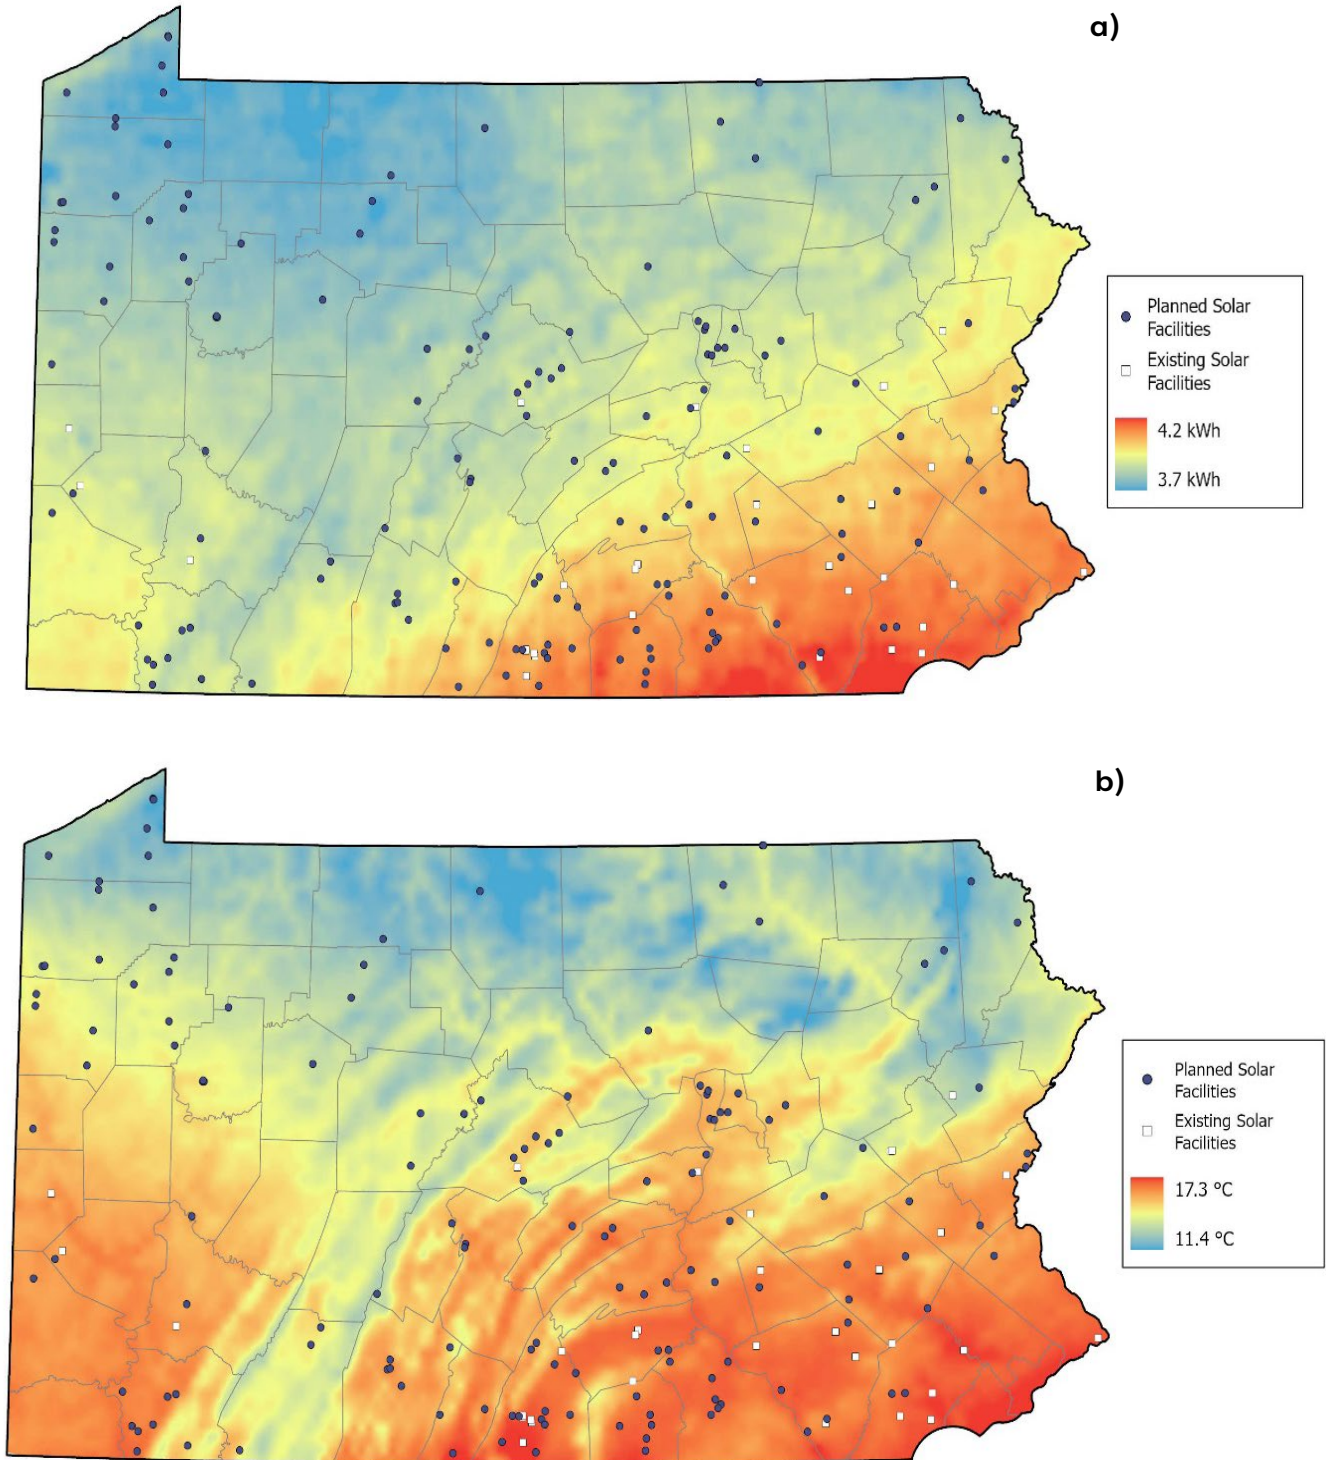 a)
Planned Solar
Facilities
Existing Solar
Facilities
4.2 kWh
3.7 kWh
b)
Planned Solar
Facilities
Existing Solar
Facilities
17.3 °C
11.4 °C